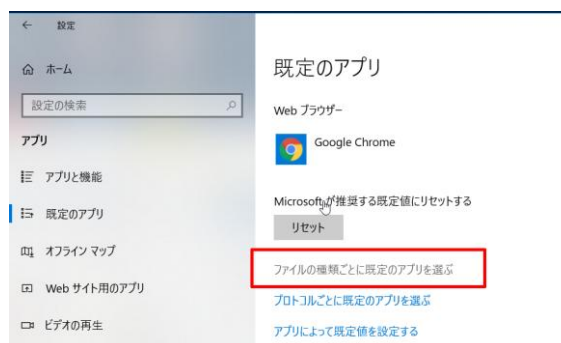 設定
ホーム
設定の検索
アプリ
アプリと機能
既定のアプリ
オフライン マップ
Web サイト用のアプリ
ビデオの再生
既定のアプリ
Web ブラウザー
Google Chrome
Microsoft が推奨する既定値にリセットする
リセット
ファイルの種類ごとに既定のアプリを選ぶ
プロトコルごとに既定のアプリを選ぶ
アプリによって既定値を設定する